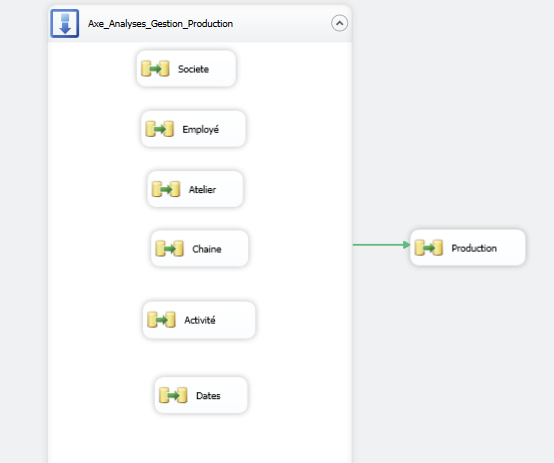 Axe_Analyses_Gestion_Production
Societe
Employé
Atelier
Chaine
Production
Activité
Dates